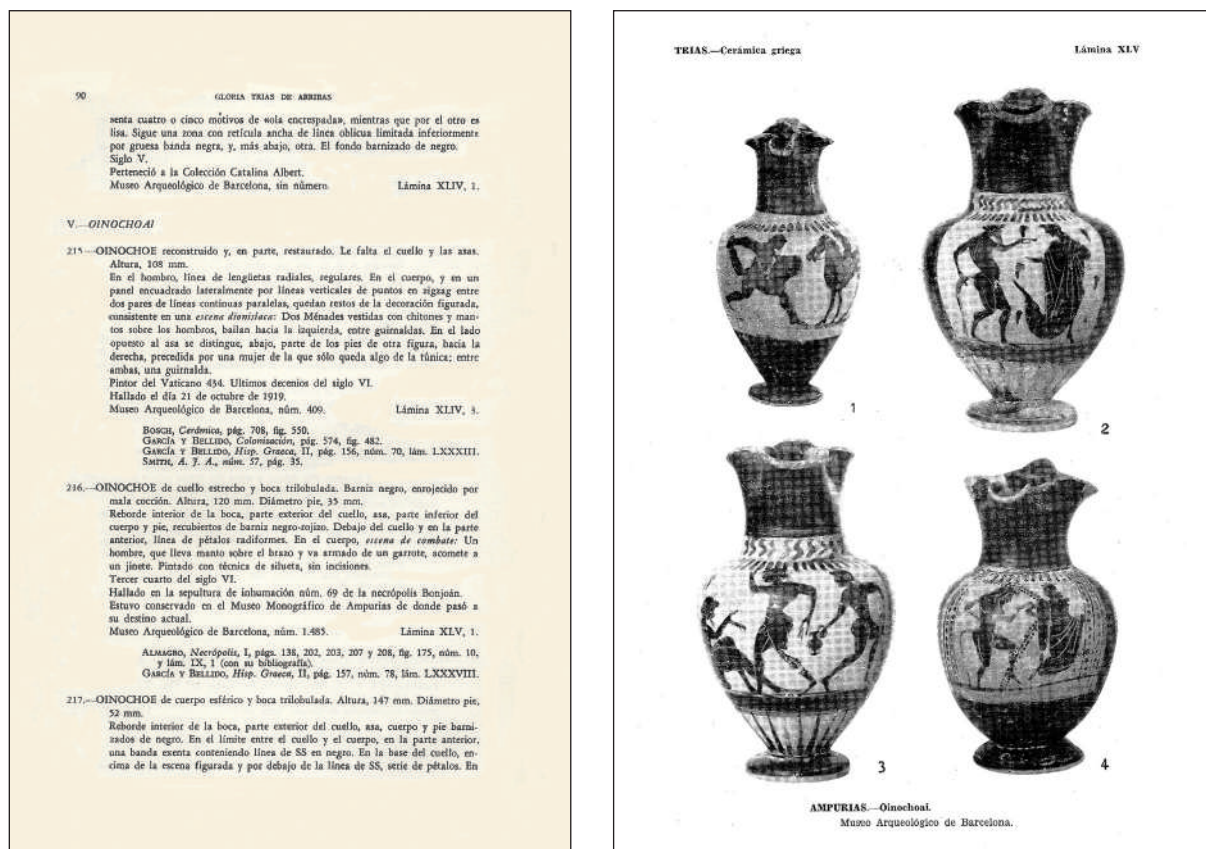 90 GLORIA TRIAS DE ARRIBAS
senta cuatro o cinco motivos de «ola encrespada», mientras que por el otro es
lisa. Sigue una zona con retícula ancha de línea oblicua limitada inferiormente
por gruesa banda negra, y, más abajo, otra. El fondo barnizado de negro.
Siglo V.
Perteneció a la Colección Catalina Albert.
Museo Arqueológico de Barcelona, sin número. Lámina XLIV, 1.
V.—OINOCHOAI
215.—OINOCHOE reconstruido y, en parte, restaurado. Le falta el cuello y las asas.
Altura, 108 mm.
En el hombro, línea de lengüetas radiales, regulares. En el cuerpo, y en un
panel encuadrado lateralmente por líneas verticales de puntos en zigzag entre
dos pares de líneas continuas paralelas, quedan restos de la decoración figurada,
consistente en una escena dionisíaca: Dos Ménades vestidas con chitones y man-
tos sobre los hombros, bailan hacia la izquierda, entre guirnaldas. En el lado
opuesto al asa se distingue, abajo, parte de los pies de otra figura, hacia la
derecha, precedida por una mujer de la que sólo queda algo de la túnica; entre
ambas, una guirnalda.
Pintor del Vaticano 434. Ultimos decenios del siglo VI.
Hallado el día 21 de octubre de 1919.
Museo Arqueológico de Barcelona, núm. 409. Lámina XLIV, 3.
BOSCH, Cerámica, pág. 708, fig. 550.
GARCÍA Y BELLIDO, Colonización, pág. 574, fig. 482.
GARCÍA Y BELLIDO, Hisp. Graeca, II, pág. 156, núm. 70, lám. LXXXIII.
SMITH, A. J. A., núm. 57, pág. 35.
216.—OINOCHOE de cuello estrecho y boca trilobulada. Barniz negro, enrojecido por
mala cocción. Altura, 120 mm. Diámetro pie, 35 mm.
Reborde interior de la boca, parte exterior del cuello, asa, parte inferior del
cuerpo y pie, recubiertos de barniz negro-rojizo. Debajo del cuello y en la parte
anterior, línea de pétalos radiformes. En el cuerpo, escena de combate: Un
hombre, que lleva manto sobre el brazo y va armado de un garrote, acomete a
un jinete. Pintado con técnica de silueta, sin incisiones.
Tercer cuarto del siglo VI.
Hallado en la sepultura de inhumación núm. 69 de la necrópolis Bonjoán.
Estuvo conservado en el Museo Monográfico de Ampurias de donde pasó a
su destino actual.
Museo Arqueológico de Barcelona, núm. 1.485. Lámina XLV, 1.
ALMAGRO, Necrópolis, I, págs. 138, 202, 203, 207 y 208, fig. 175, núm. 10,
y lám. IX, 1 (con su bibliografía).
GARCÍA Y BELLIDO, Hisp. Graeca, II, pág. 157, núm. 78, lám. LXXXVIII.
217.—OINOCHOE de cuerpo esférico y boca trilobulada. Altura, 147 mm. Diámetro pie,
52 mm.
Reborde interior de la boca, parte exterior del cuello, asa, cuerpo y pie barni-
zados de negro. En el límite entre el cuello y el cuerpo, en la parte anterior,
una banda exenta conteniendo línea de SS en negro. En la base del cuello, en-
cima de la escena figurada y por debajo de la línea de SS, serie de pétalos. En
TRIAS.—Cerámica griega Lámina XLV
1
2
3
4
AMPURIAS.—Oinochoai.
Museo Arqueológico de Barcelona.